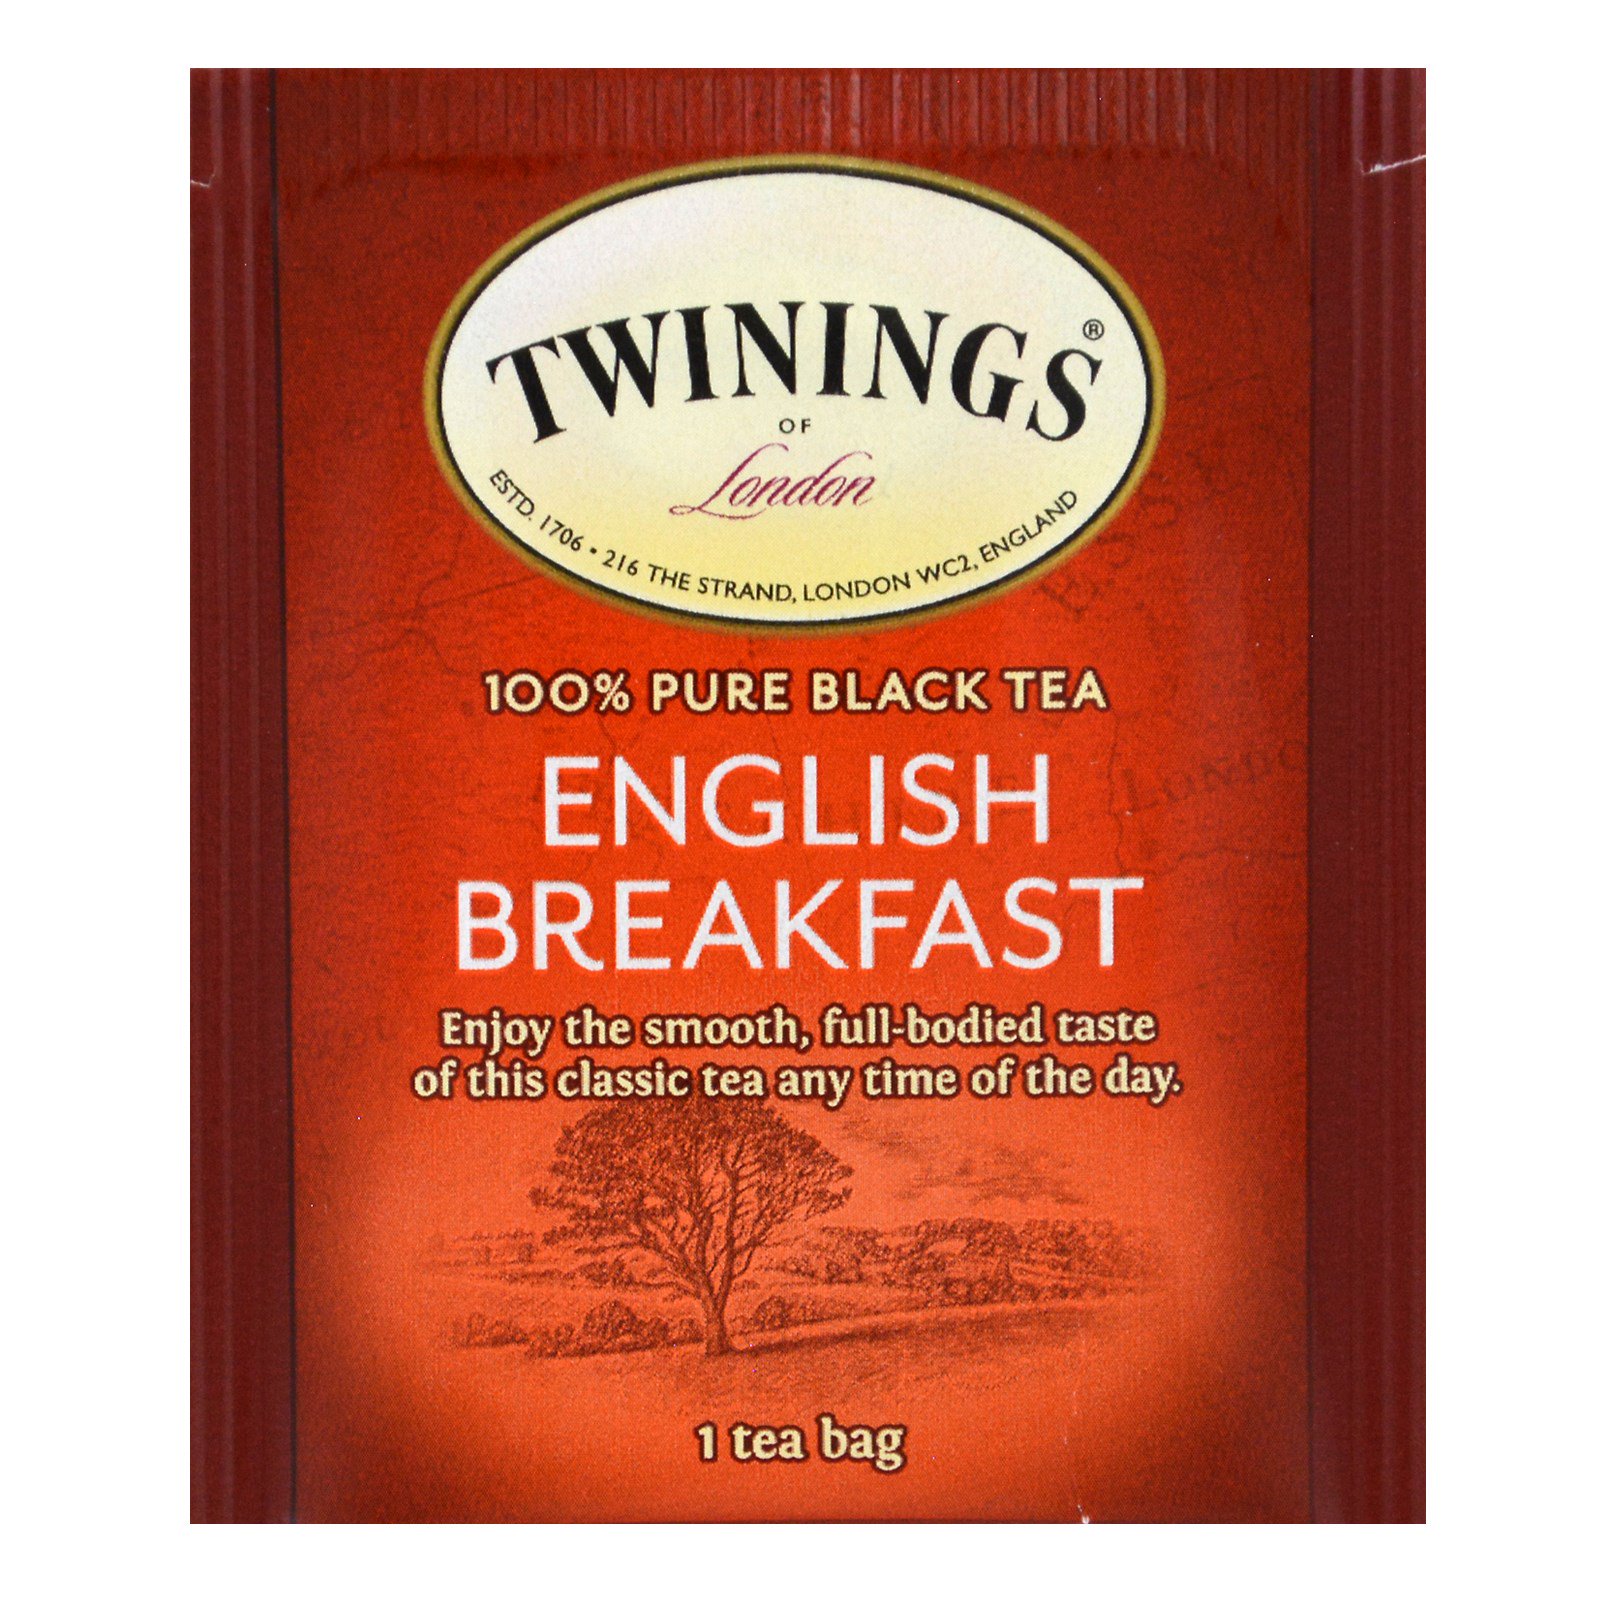 TWININGS®
OF
London
ESTD. 1706 • 216 THE STRAND, LONDON WC2, ENGLAND
100% PURE BLACK TEA
ENGLISH
BREAKFAST
Enjoy the smooth, full-bodied taste
of this classic tea any time of the day.
1 tea bag